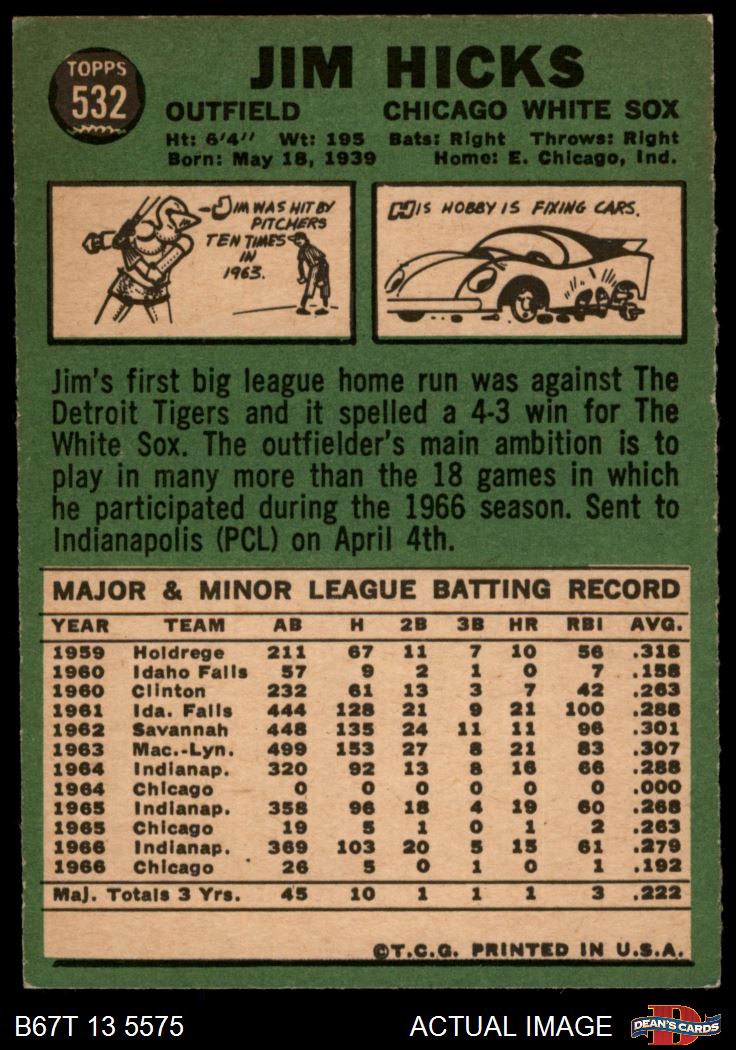 TOPPS
532
JIM HICKS
OUTFIELD CHICAGO WHITE SOX
Ht: 6'4" Wt: 195 Bats: Right Throws: Right
Born: May 18, 1939 Home: E. Chicago, Ind.
JIM WAS HIT BY
PITCHERS
TEN TIMES
IN
1963.
HIS HOBBY IS FIXING CARS.
Jim's first big league home run was against The
Detroit Tigers and it spelled a 4-3 win for The
White Sox. The outfielder's main ambition is to
play in many more than the 18 games in which
he participated during the 1966 season. Sent to
Indianapolis (PCL) on April 4th.
MAJOR & MINOR LEAGUE BATTING RECORD
YEAR TEAM AB H 2B 3B HR RBI AVG.
1959 Holdrege 211 67 11 7 10 56 .318
1960 Idaho Falls 57 9 2 1 0 7 .158
1960 Clinton 232 61 13 3 7 42 .263
1961 Ida. Falls 444 128 21 9 21 100 .288
1962 Savannah 448 135 24 11 11 96 .301
1963 Mac.-Lyn. 499 153 27 8 21 83 .307
1964 Indianap. 320 92 13 8 16 66 .288
1964 Chicago 0 0 0 0 0 0 .000
1965 Indianap. 358 96 18 4 19 60 .268
1965 Chicago 19 5 1 0 1 2 .263
1966 Indianap. 369 103 20 5 15 61 .279
1966 Chicago 26 5 0 1 0 1 .192
Maj. Totals 3 Yrs. 45 10 1 1 1 3 .222
©T.C.G. PRINTED IN U.S.A.
B67T 13 5575 ACTUAL IMAGE DEAN'S CARDS